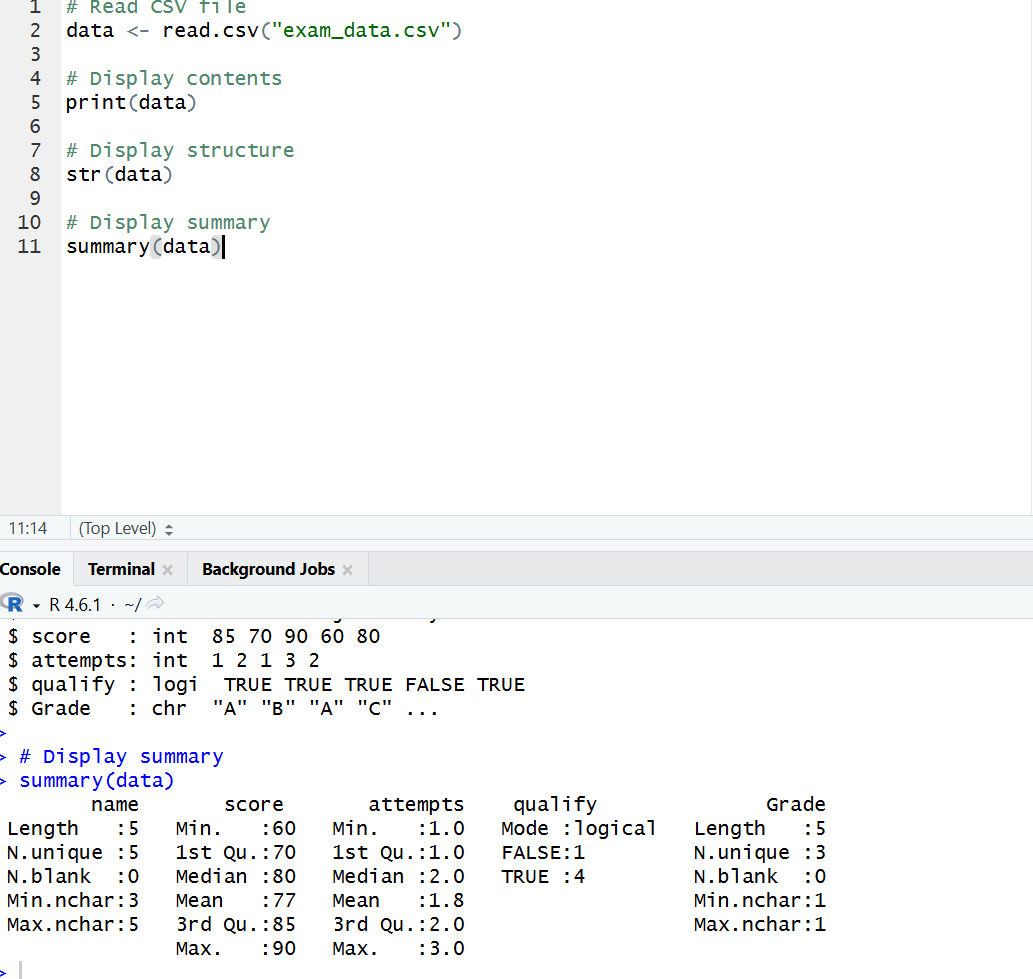 1 # Read CSV file
2 data <- read.csv("exam_data.csv")
3
4 # Display contents
5 print(data)
6
7 # Display structure
8 str(data)
9
10 # Display summary
11 summary(data)
11:14 (Top Level)
Console Terminal × Background Jobs ×
R R 4.6.1 · ~/
$ score   : int  85 70 90 60 80
$ attempts: int  1 2 1 3 2
$ qualify : logi  TRUE TRUE TRUE FALSE TRUE
$ Grade   : chr  "A" "B" "A" "C" ...
>
> # Display summary
> summary(data)
       name       score       attempts    qualify              Grade
Length   :5   Min.   :60   Min.   :1.0   Mode :logical   Length   :5
N.unique :5   1st Qu.:70   1st Qu.:1.0   FALSE:1         N.unique :3
N.blank  :0   Median :80   Median :2.0   TRUE :4         N.blank  :0
Min.nchar:3   Mean   :77   Mean   :1.8                   Min.nchar:1
Max.nchar:5   3rd Qu.:85   3rd Qu.:2.0                   Max.nchar:1
              Max.   :90   Max.   :3.0
>